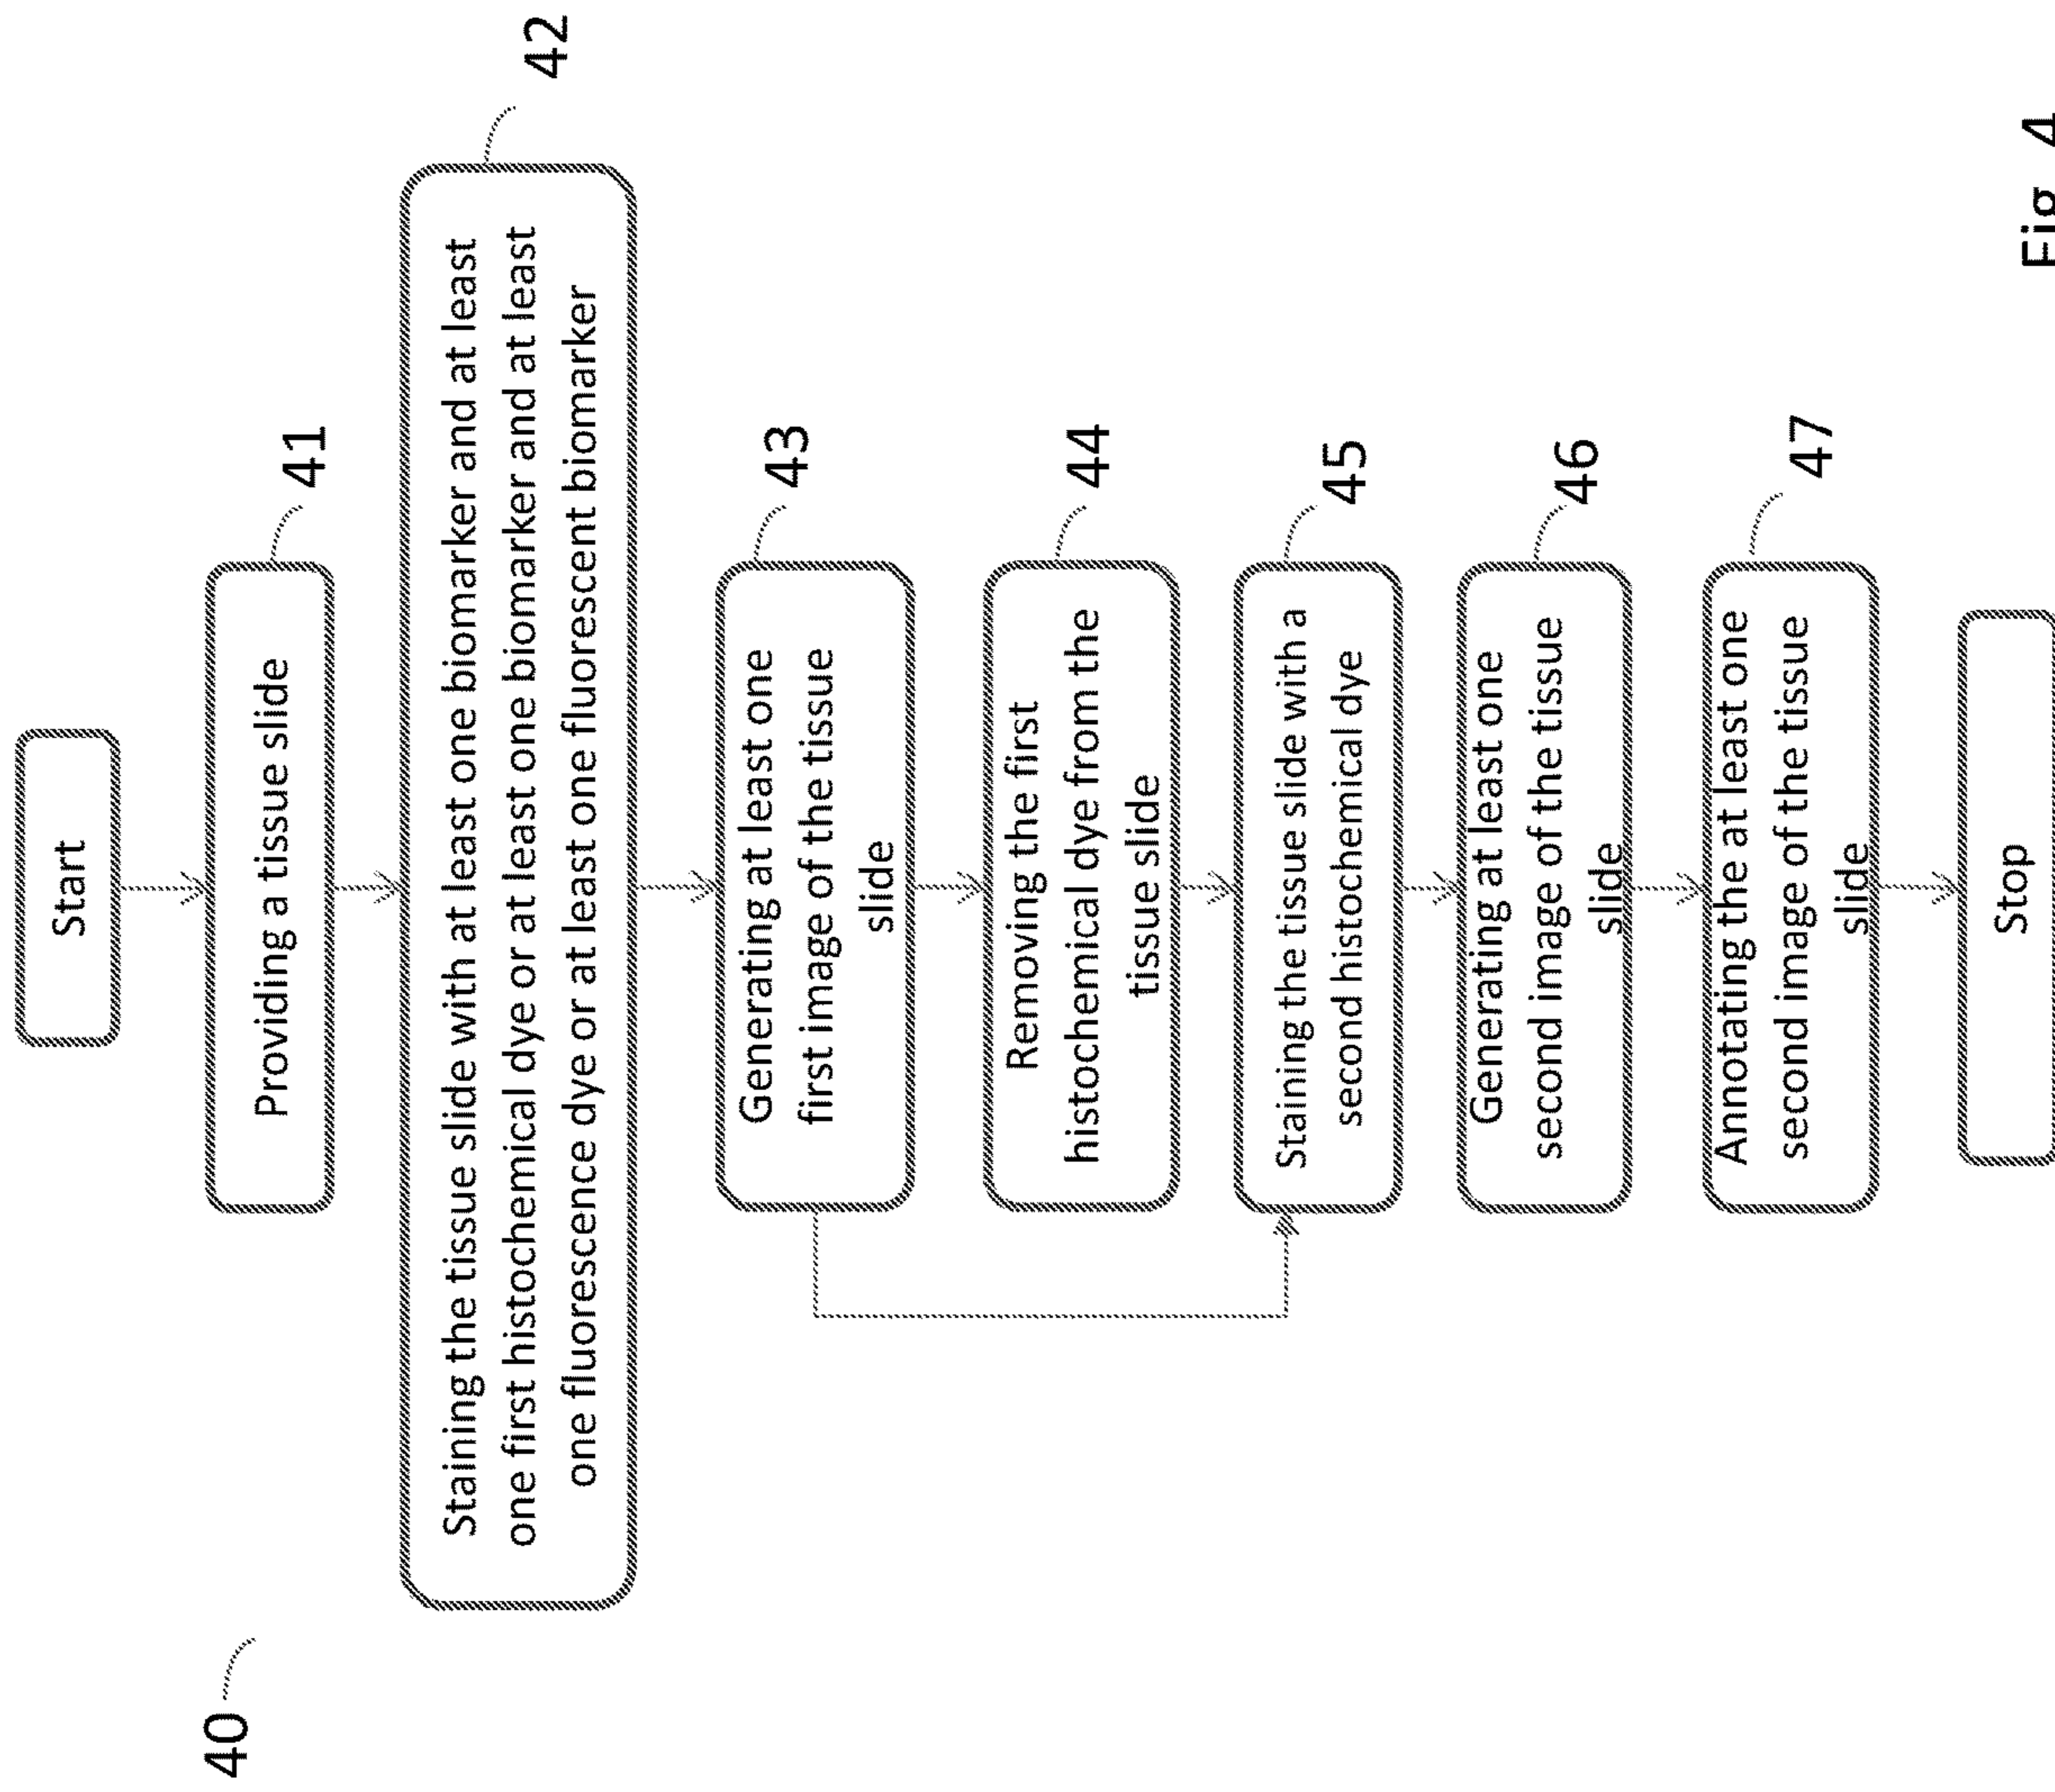 40
Start
Providing a tissue slide
41
Staining the tissue slide with at least one biomarker and at least
one first histochemical dye or at least one biomarker and at least
one fluorescence dye or at least one fluorescent biomarker
42
Generating at least one
first image of the tissue
slide
43
Removing the first
histochemical dye from the
tissue slide
44
Staining the tissue slide with a
second histochemical dye
45
Generating at least one
second image of the tissue
slide
46
Annotating the at least one
second image of the tissue
slide
47
Stop
Fig. 4